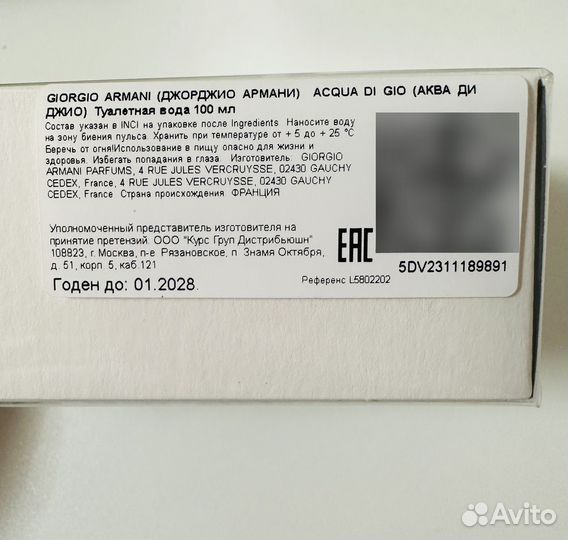 GIORGIO ARMANI (ДЖОРДЖИО АРМАНИ) ACQUA DI GIO (АКВА ДИ
ДЖИО) Туалетная вода 100 мл
Состав указан в INCI на упаковке после Ingredients Наносите воду
на зону биения пульса. Хранить при температуре от + 5 до + 25 °C
Беречь от огняИспользование в пищу опасно для жизни и
здоровья. Избегать попадания в глаза. Изготовитель: GIORGIO
ARMANI PARFUMS, 4 RUE JULES VERCRUYSSE, 02430 GAUCHY
CEDEX, France, 4 RUE JULES VERCRUYSSE, 02430 GAUCHY
CEDEX, France Страна происхождения ФРАНЦИЯ
Уполномоченный представитель изготовителя на
принятие претензий. ООО "Курс Груп Дистрибьюшн"
108823, г. Москва, п-е Рязановское, п Знамя Октября,
д. 51, корп. 5, каб.121
Годен до: 01.2028.
EAC
5DV2311189891
Референс L5802202
Avito